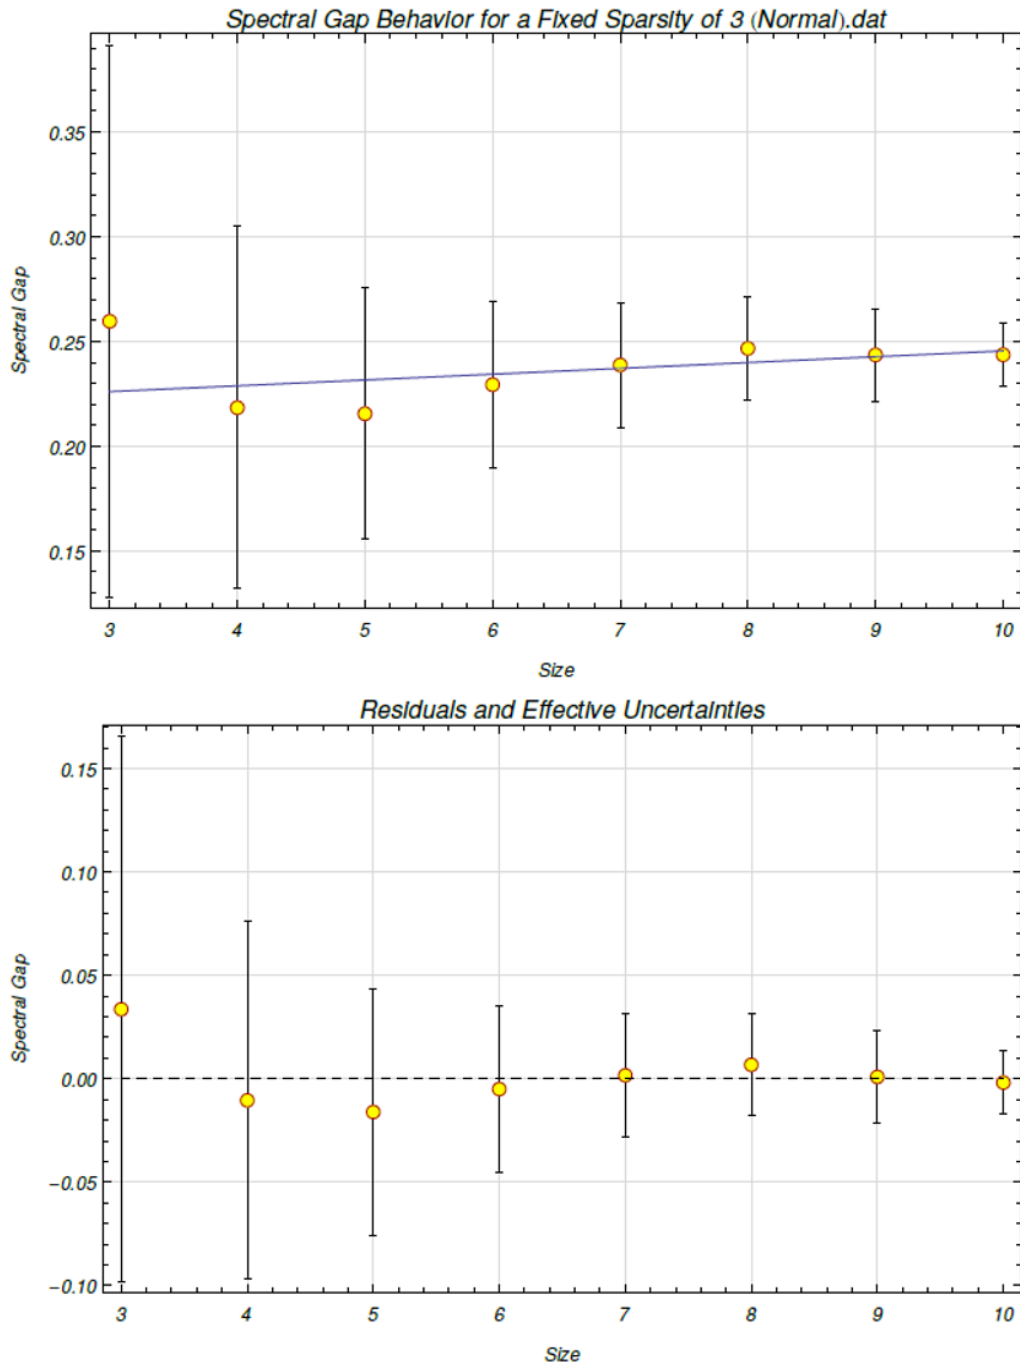 Spectral Gap Behavior for a Fixed Sparsity of 3 (Normal).dat
0.35
0.30
0.25
0.20
0.15
Spectral Gap
3 4 5 6 7 8 9 10
Size
Residuals and Effective Uncertainties
0.15
0.10
0.05
0.00
−0.05
−0.10
Spectral Gap
3 4 5 6 7 8 9 10
Size